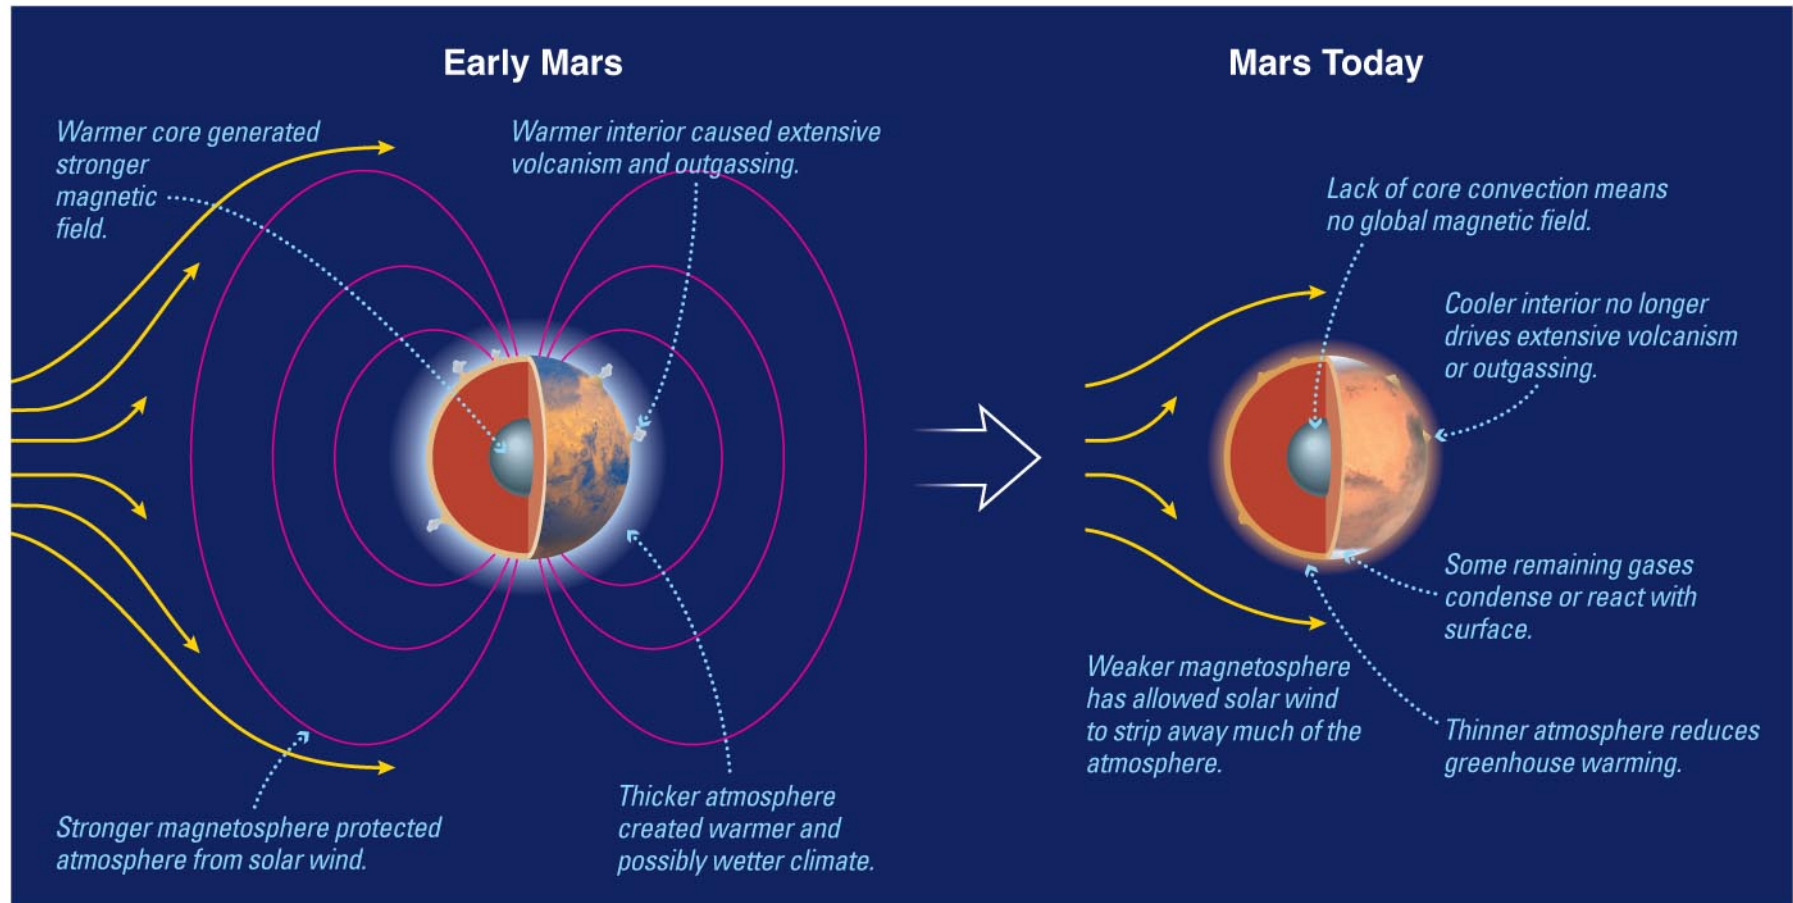 Early Mars
Warmer core generated
stronger
magnetic
field.
Warmer interior caused extensive
volcanism and outgassing.
Stronger magnetosphere protected
atmosphere from solar wind.
Thicker atmosphere
created warmer and
possibly wetter climate.
Mars Today
Lack of core convection means
no global magnetic field.
Cooler interior no longer
drives extensive volcanism
or outgassing.
Some remaining gases
condense or react with
surface.
Weaker magnetosphere
has allowed solar wind
to strip away much of the
atmosphere.
Thinner atmosphere reduces
greenhouse warming.